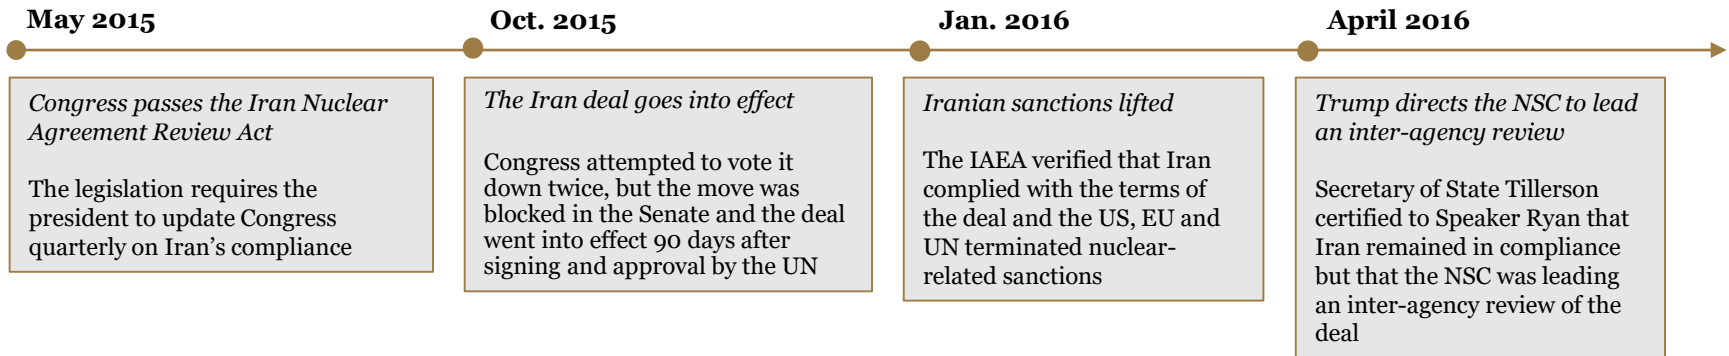 May 2015
Congress passes the Iran Nuclear
Agreement Review Act
The legislation requires the
president to update Congress
quarterly on Iran's compliance
Oct. 2015
The Iran deal goes into effect
Congress attempted to vote it
down twice, but the move was
blocked in the Senate and the deal
went into effect 90 days after
signing and approval by the UN
Jan. 2016
Iranian sanctions lifted
The IAEA verified that Iran
complied with the terms of
the deal and the US, EU and
UN terminated nuclear-
related sanctions
April 2016
Trump directs the NSC to lead
an inter-agency review
Secretary of State Tillerson
certified to Speaker Ryan that
Iran remained in compliance
but that the NSC was leading
an inter-agency review of the
deal